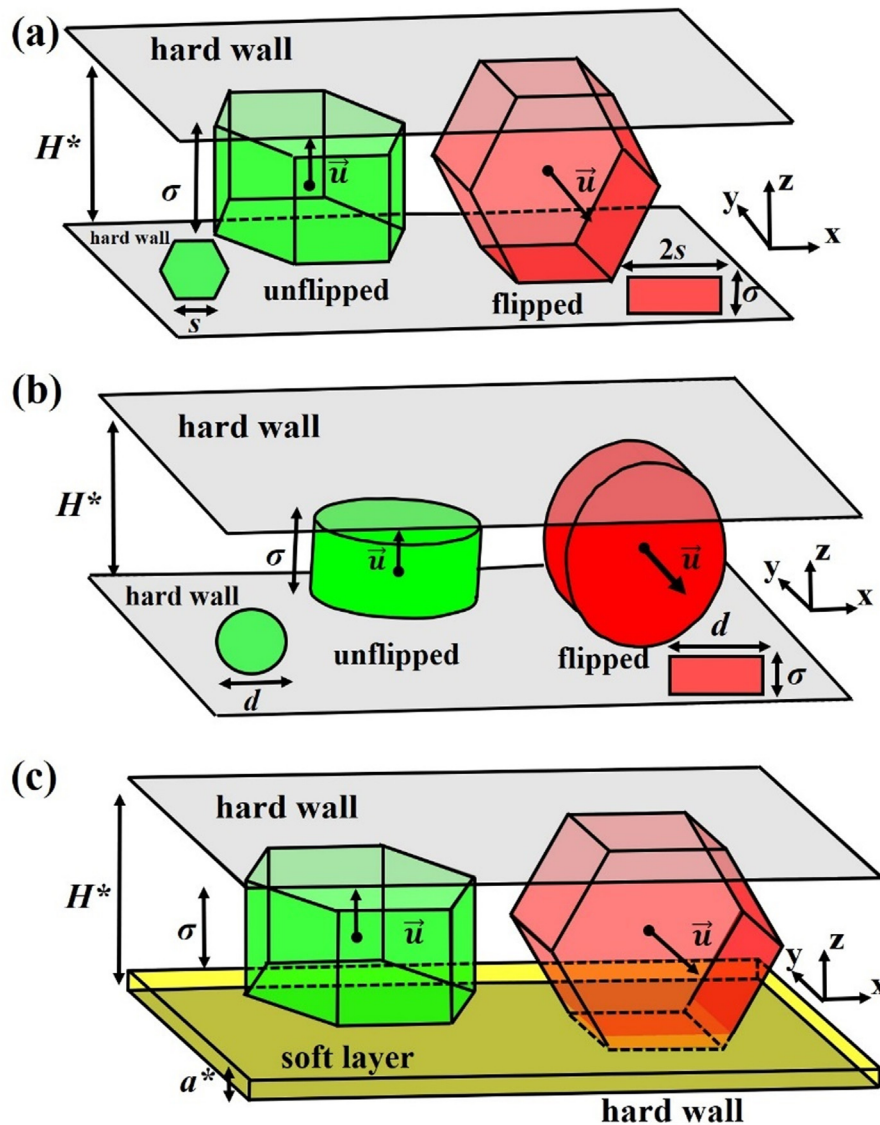 (a)
hard wall
H*
σ
u⃗
u⃗
z
y
x
hard wall
unflipped
flipped
2s
σ
s
(b)
hard wall
H*
σ
u⃗
u⃗
z
y
x
hard wall
unflipped
flipped
d
σ
d
(c)
hard wall
H*
σ
u⃗
u⃗
z
y
x
soft layer
a*
hard wall